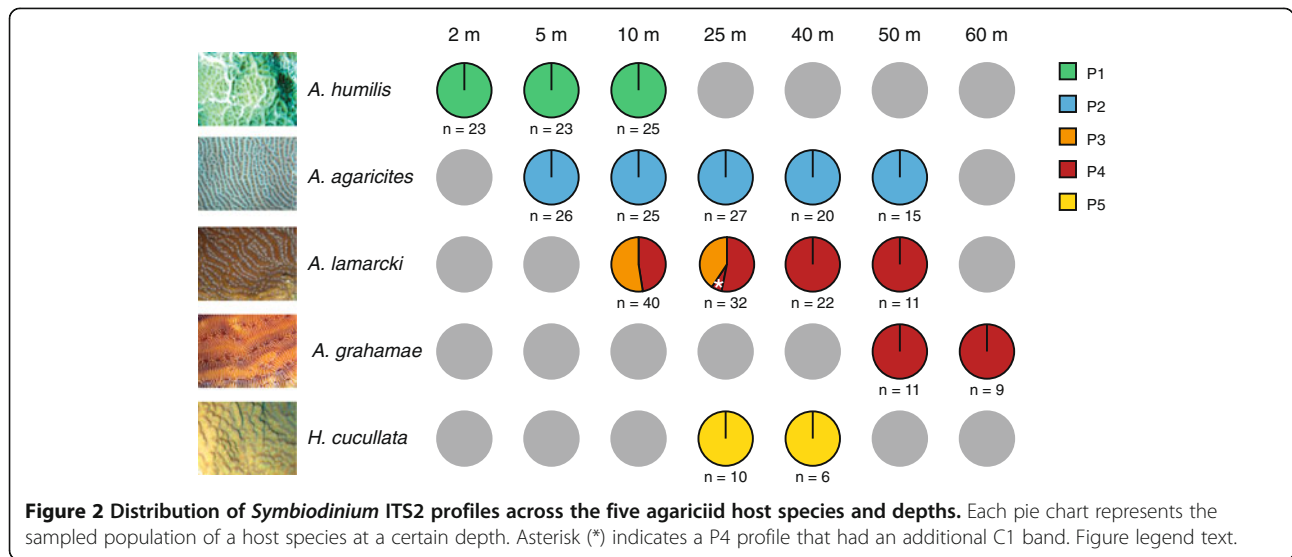 2 m 5 m 10 m 25 m 40 m 50 m 60 m
A. humilis
n = 23 n = 23 n = 25
A. agaricites
n = 26 n = 25 n = 27 n = 20 n = 15
A. lamarcki
*
n = 40 n = 32 n = 22 n = 11
A. grahamae
n = 11 n = 9
H. cucullata
n = 10 n = 6
P1
P2
P3
P4
P5
Figure 2 Distribution of Symbiodinium ITS2 profiles across the five agariciid host species and depths. Each pie chart represents the
sampled population of a host species at a certain depth. Asterisk (*) indicates a P4 profile that had an additional C1 band. Figure legend text.